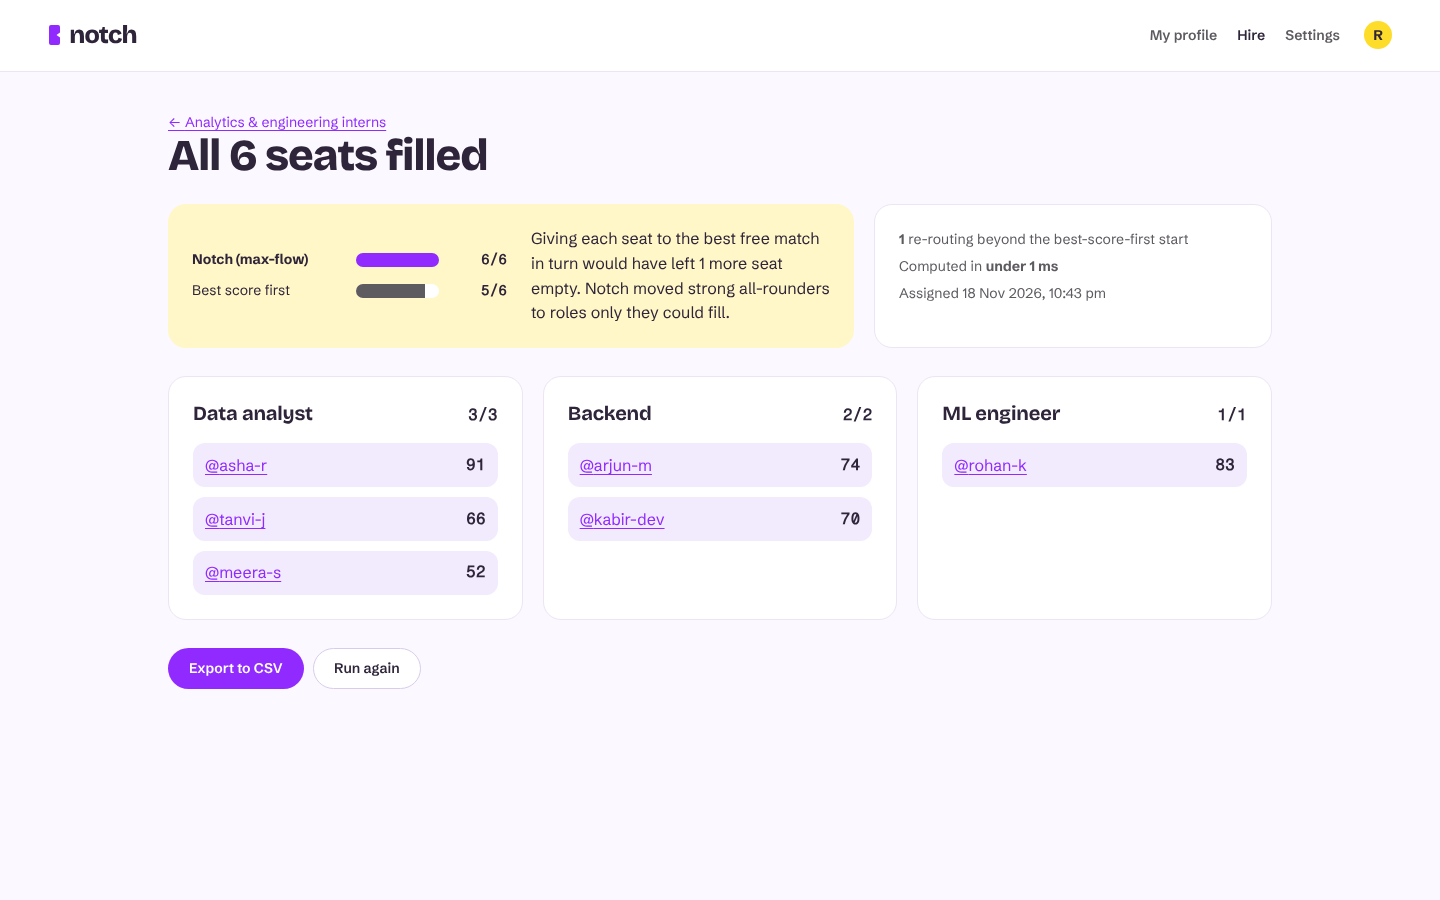 notch
My profile Hire Settings R
← Analytics & engineering interns
All 6 seats filled
Notch (max-flow) 6/6
Best score first 5/6
Giving each seat to the best free match
in turn would have left 1 more seat
empty. Notch moved strong all-rounders
to roles only they could fill.
1 re-routing beyond the best-score-first start
Computed in under 1 ms
Assigned 18 Nov 2026, 10:43 pm
Data analyst 3/3
@asha-r 91
@tanvi-j 66
@meera-s 52
Backend 2/2
@arjun-m 74
@kabir-dev 70
ML engineer 1/1
@rohan-k 83
Export to CSV Run again